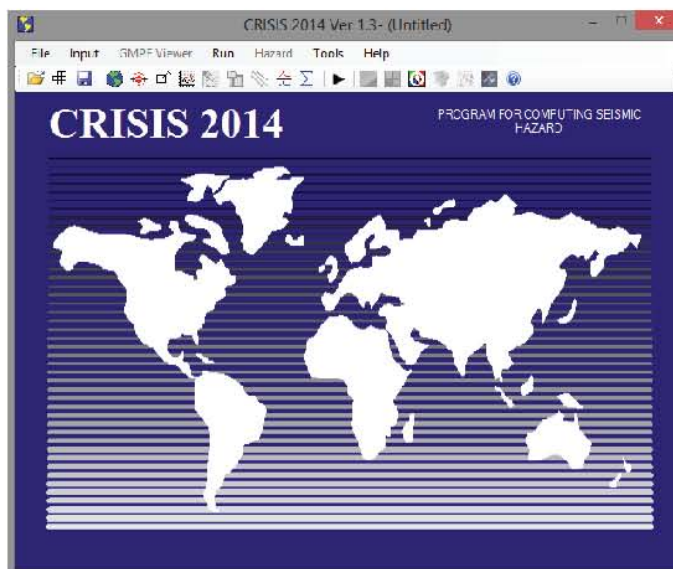 CRISIS 2014 Ver 1.3- (Untitled)
File Input GMPE Viewer Run Hazard Tools Help
CRISIS 2014
PROGRAM FOR COMPUTING SEISMIC
HAZARD